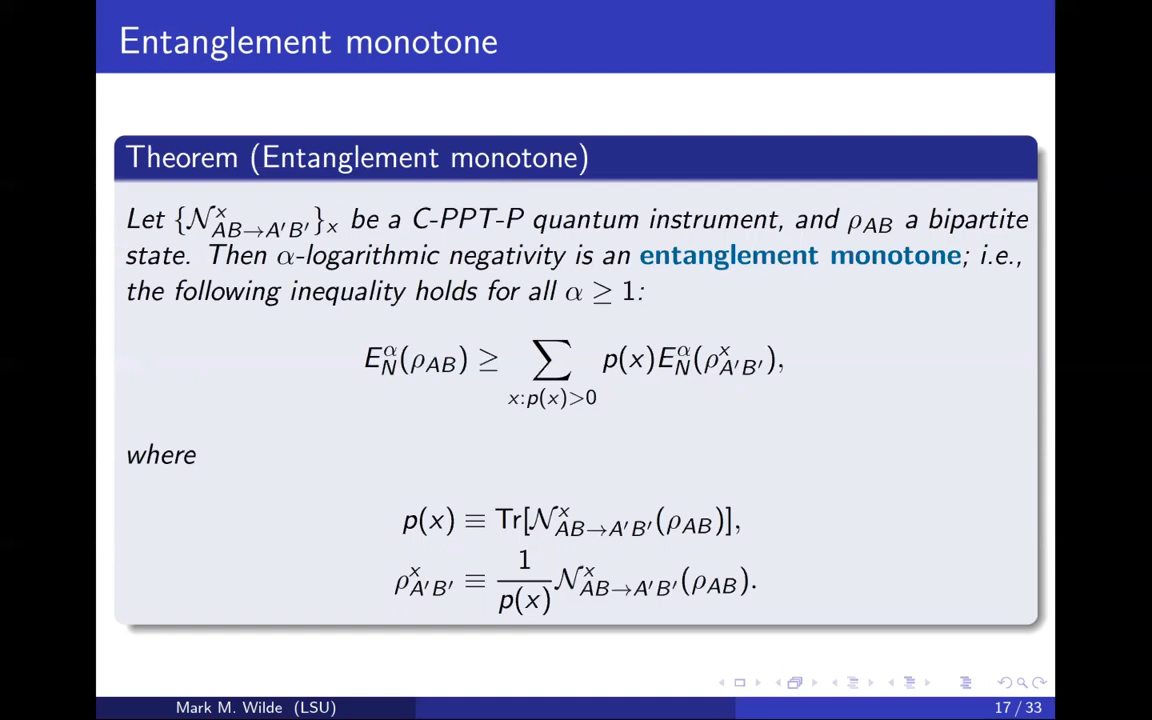 Entanglement monotone
Theorem (Entanglement monotone)
Let {𝒩^x_{AB→A′B′}}_x be a C-PPT-P quantum instrument, and ρ_{AB} a bipartite
state. Then α-logarithmic negativity is an entanglement monotone; i.e.,
the following inequality holds for all α ≥ 1:
E^α_N(ρ_{AB}) ≥ ∑_{x:p(x)>0} p(x)E^α_N(ρ^x_{A′B′}),
where
p(x) ≡ Tr[𝒩^x_{AB→A′B′}(ρ_{AB})],
ρ^x_{A′B′} ≡ 1/p(x) 𝒩^x_{AB→A′B′}(ρ_{AB}).
Mark M. Wilde (LSU)
17 / 33